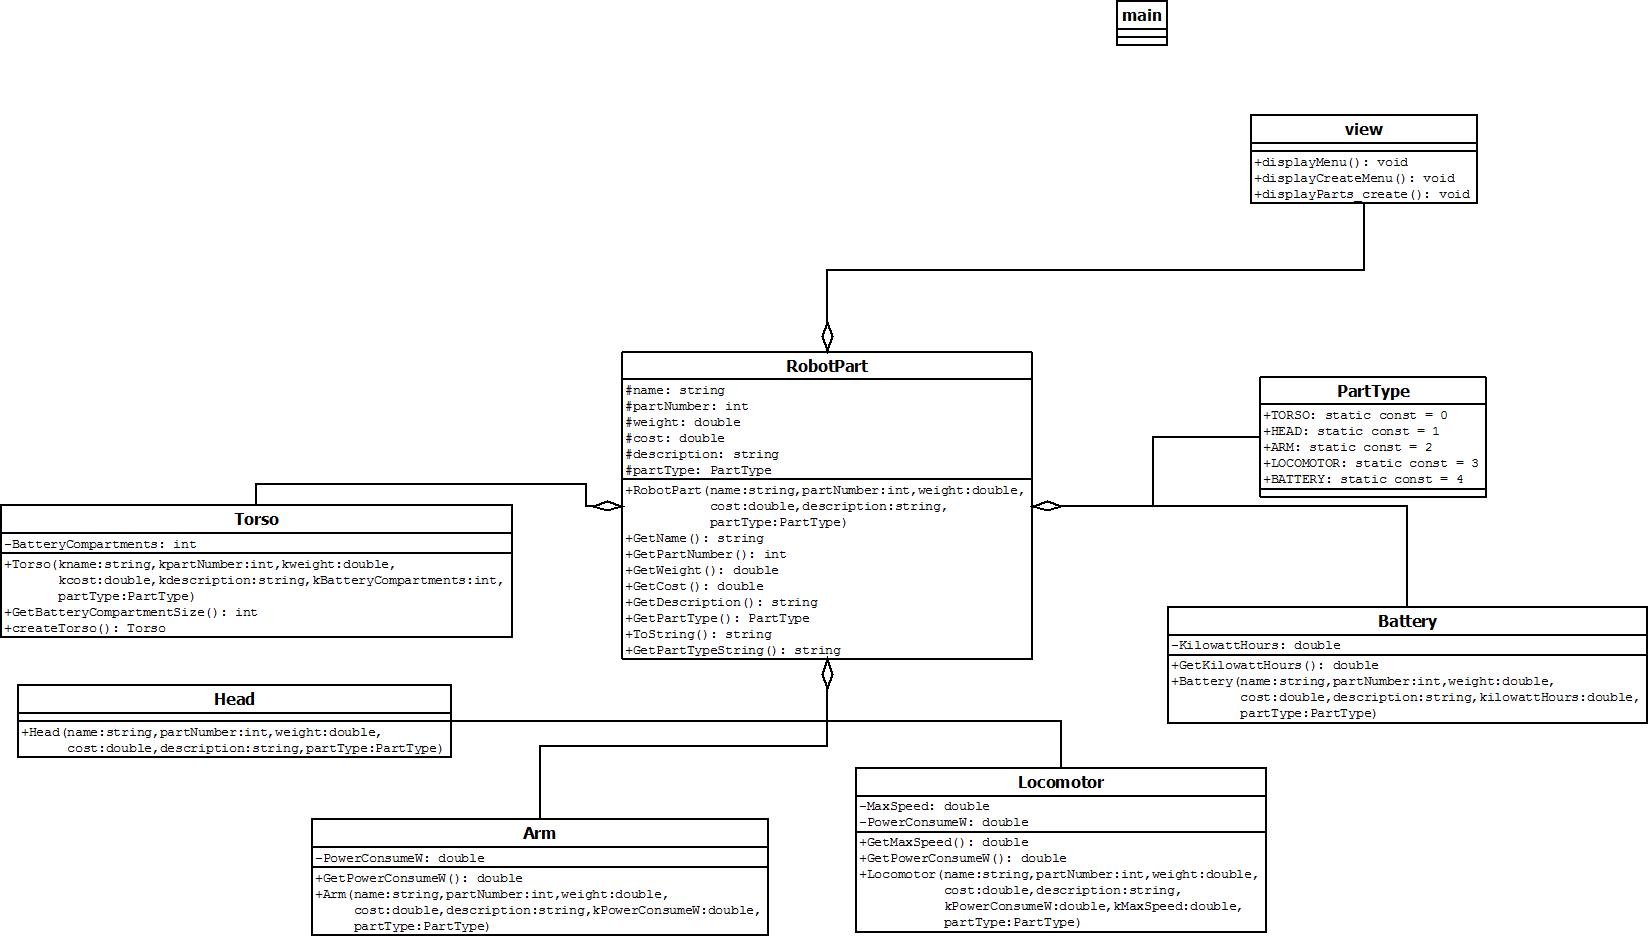 main
view
+displayMenu(): void
+displayCreateMenu(): void
+displayParts_create(): void
RobotPart
#name: string
#partNumber: int
#weight: double
#cost: double
#description: string
#partType: PartType
+RobotPart(name:string,partNumber:int,weight:double,
cost:double,description:string,
partType:PartType)
+GetName(): string
+GetPartNumber(): int
+GetWeight(): double
+GetCost(): double
+GetDescription(): string
+GetPartType(): PartType
+ToString(): string
+GetPartTypeString(): string
PartType
+TORSO: static const = 0
+HEAD: static const = 1
+ARM: static const = 2
+LOCOMOTOR: static const = 3
+BATTERY: static const = 4
Torso
-BatteryCompartments: int
+Torso(kname:string,kpartNumber:int,kweight:double,
kcost:double,kdescription:string,kBatteryCompartments:int,
partType:PartType)
+GetBatteryCompartmentSize(): int
+createTorso(): Torso
Battery
-KilowattHours: double
+GetKilowattHours(): double
+Battery(name:string,partNumber:int,weight:double,
cost:double,description:string,kilowattHours:double,
partType:PartType)
Head
+Head(name:string,partNumber:int,weight:double,
cost:double,description:string,partType:PartType)
Locomotor
-MaxSpeed: double
-PowerConsumeW: double
+GetMaxSpeed(): double
+GetPowerConsumeW(): double
+Locomotor(name:string,partNumber:int,weight:double,
cost:double,description:string,
kPowerConsumeW:double,kMaxSpeed:double,
partType:PartType)
Arm
-PowerConsumeW: double
+GetPowerConsumeW(): double
+Arm(name:string,partNumber:int,weight:double,
cost:double,description:string,kPowerConsumeW:double,
partType:PartType)